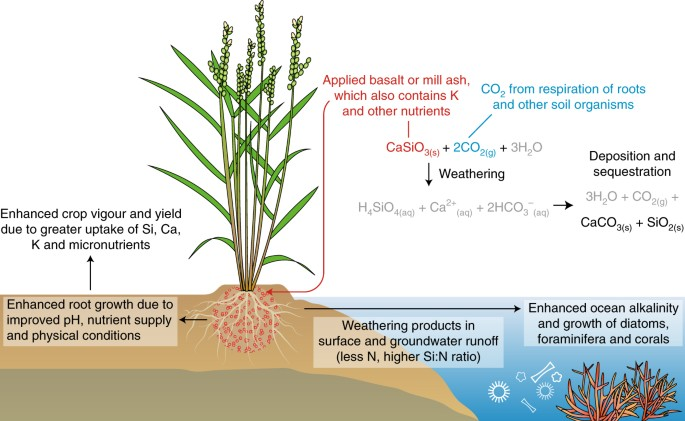 Applied basalt or mill ash,
which also contains K
and other nutrients
CO₂ from respiration of roots
and other soil organisms
CaSiO₃₍s₎ + 2CO₂₍g₎ + 3H₂O
Weathering
H₄SiO₄₍aq₎ + Ca²⁺₍aq₎ + 2HCO₃⁻₍aq₎
Deposition and
sequestration
3H₂O + CO₂₍g₎ +
CaCO₃₍s₎ + SiO₂₍s₎
Enhanced crop vigour and yield
due to greater uptake of Si, Ca,
K and micronutrients
Enhanced root growth due to
improved pH, nutrient supply
and physical conditions
Weathering products in
surface and groundwater runoff
(less N, higher Si:N ratio)
Enhanced ocean alkalinity
and growth of diatoms,
foraminifera and corals